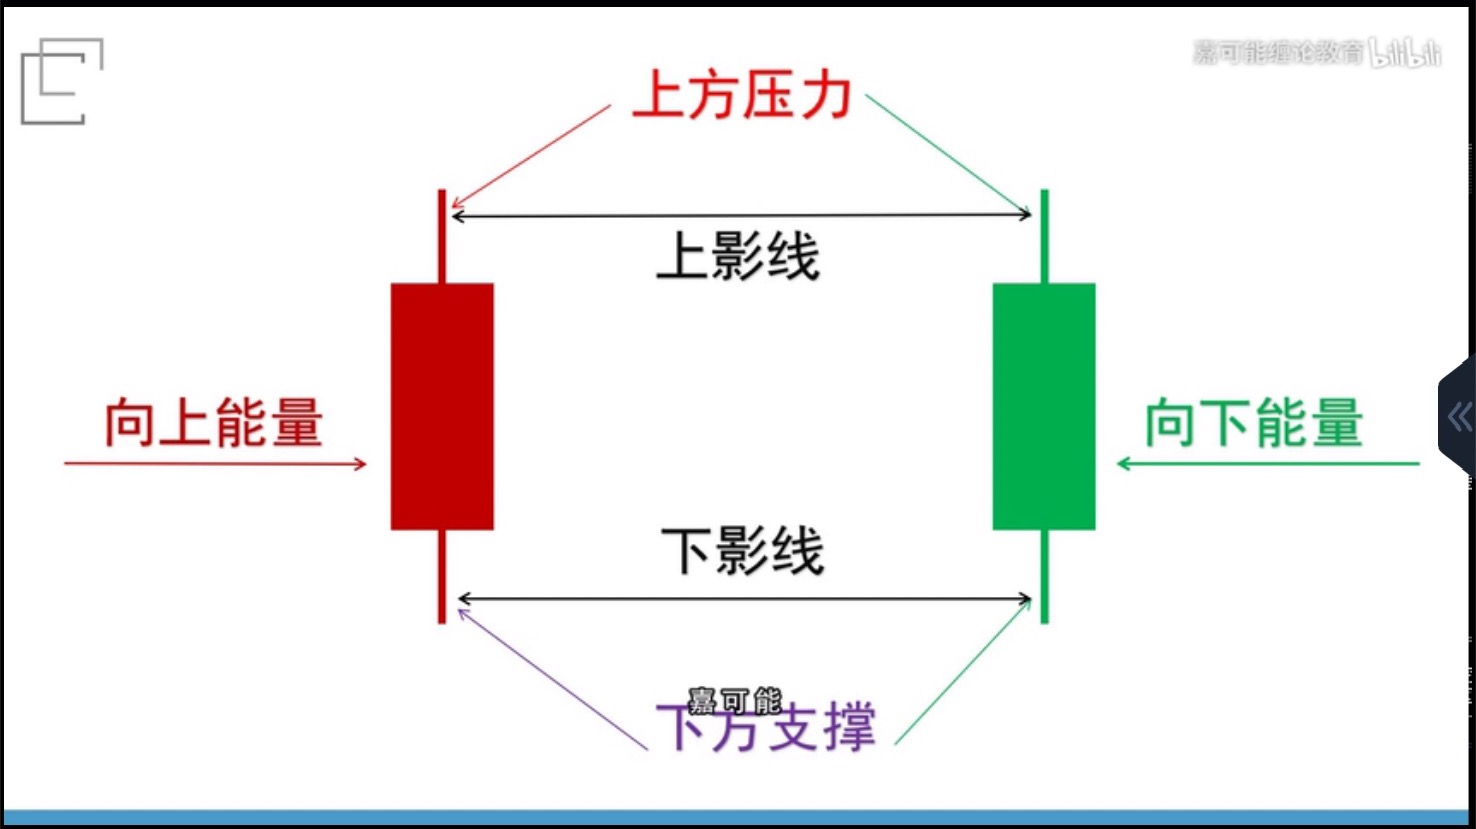 嘉可能缠论教育 bilibili
上方压力
上影线
向上能量
向下能量
下影线
嘉可能
下方支撑